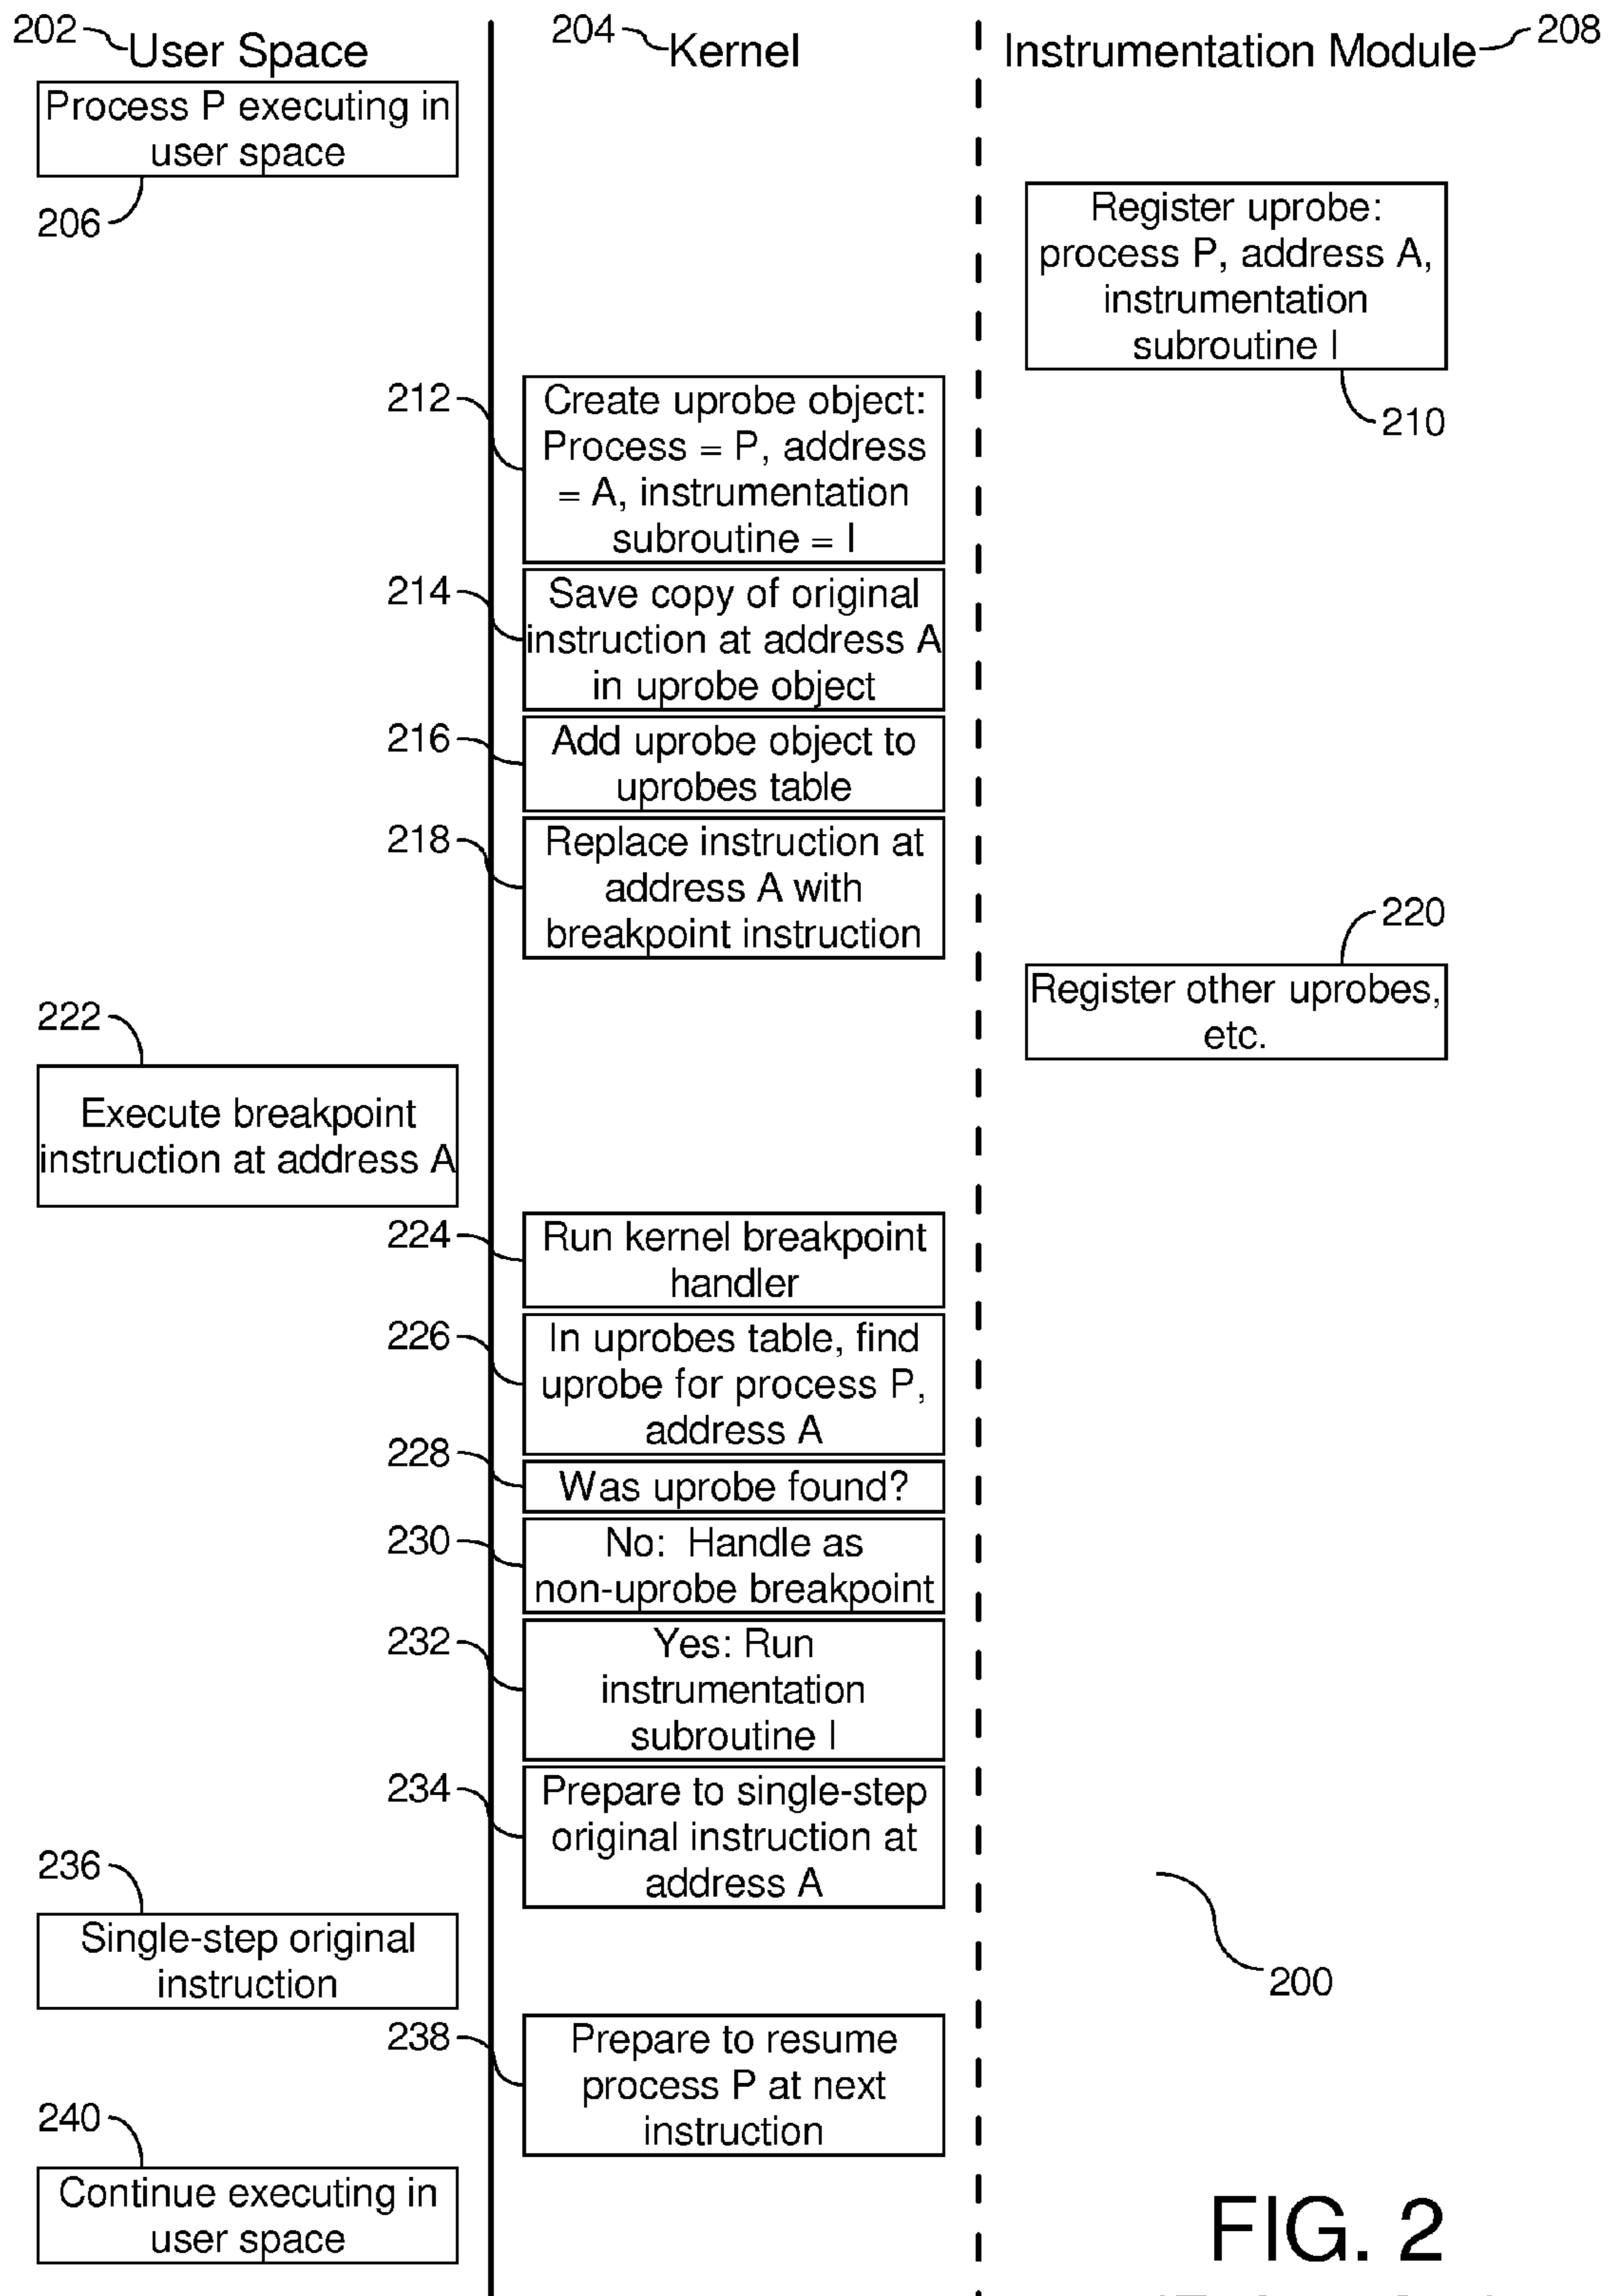 202 User Space
204 Kernel
Instrumentation Module 208
Process P executing in
user space
206
Register uprobe:
process P, address A,
instrumentation
subroutine I
210
212
Create uprobe object:
Process = P, address
= A, instrumentation
subroutine = I
214
Save copy of original
instruction at address A
in uprobe object
216
Add uprobe object to
uprobes table
218
Replace instruction at
address A with
breakpoint instruction
220
Register other uprobes,
etc.
222
Execute breakpoint
instruction at address A
224
Run kernel breakpoint
handler
226
In uprobes table, find
uprobe for process P,
address A
228
Was uprobe found?
230
No: Handle as
non-uprobe breakpoint
232
Yes: Run
instrumentation
subroutine I
234
Prepare to single-step
original instruction at
address A
236
Single-step original
instruction
200
238
Prepare to resume
process P at next
instruction
240
Continue executing in
user space
FIG. 2